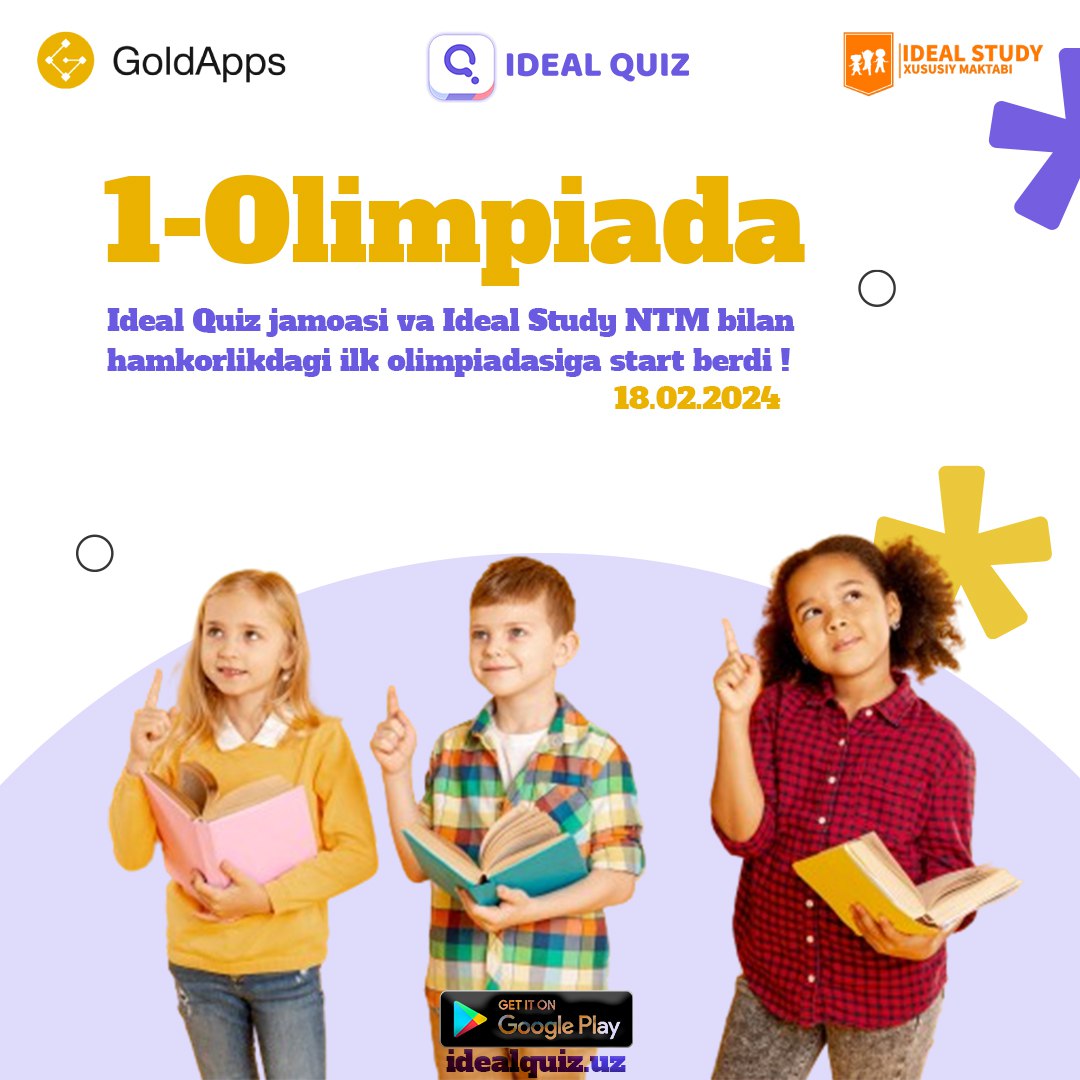 GoldApps
IDEAL QUIZ
IDEAL STUDY
XUSUSIY MAKTABI
1-Olimpiada
Ideal Quiz jamoasi va Ideal Study NTM bilan
hamkorlikdagi ilk olimpiadasiga start berdi !
18.02.2024
GET IT ON
Google Play
idealquiz.uz